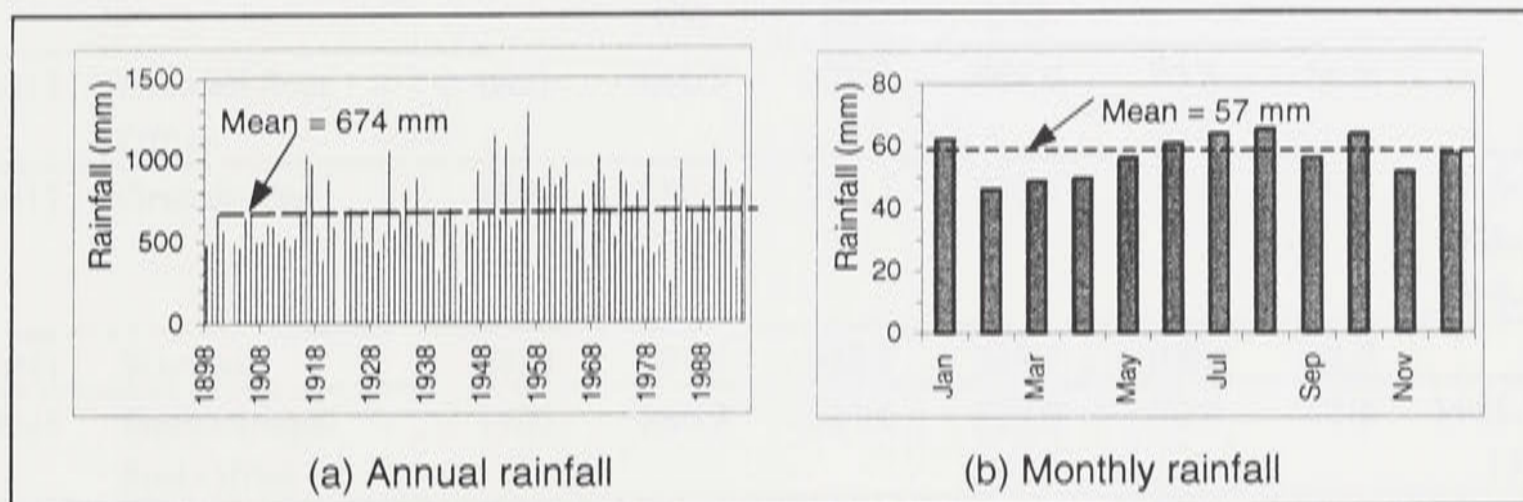 Rainfall (mm)
1500
1000
500
0
Mean = 674 mm
1898
1908
1918
1928
1938
1948
1958
1968
1978
1988
(a) Annual rainfall
Rainfall (mm)
80
60
40
20
0
Mean = 57 mm
Jan
Mar
May
Jul
Sep
Nov
(b) Monthly rainfall